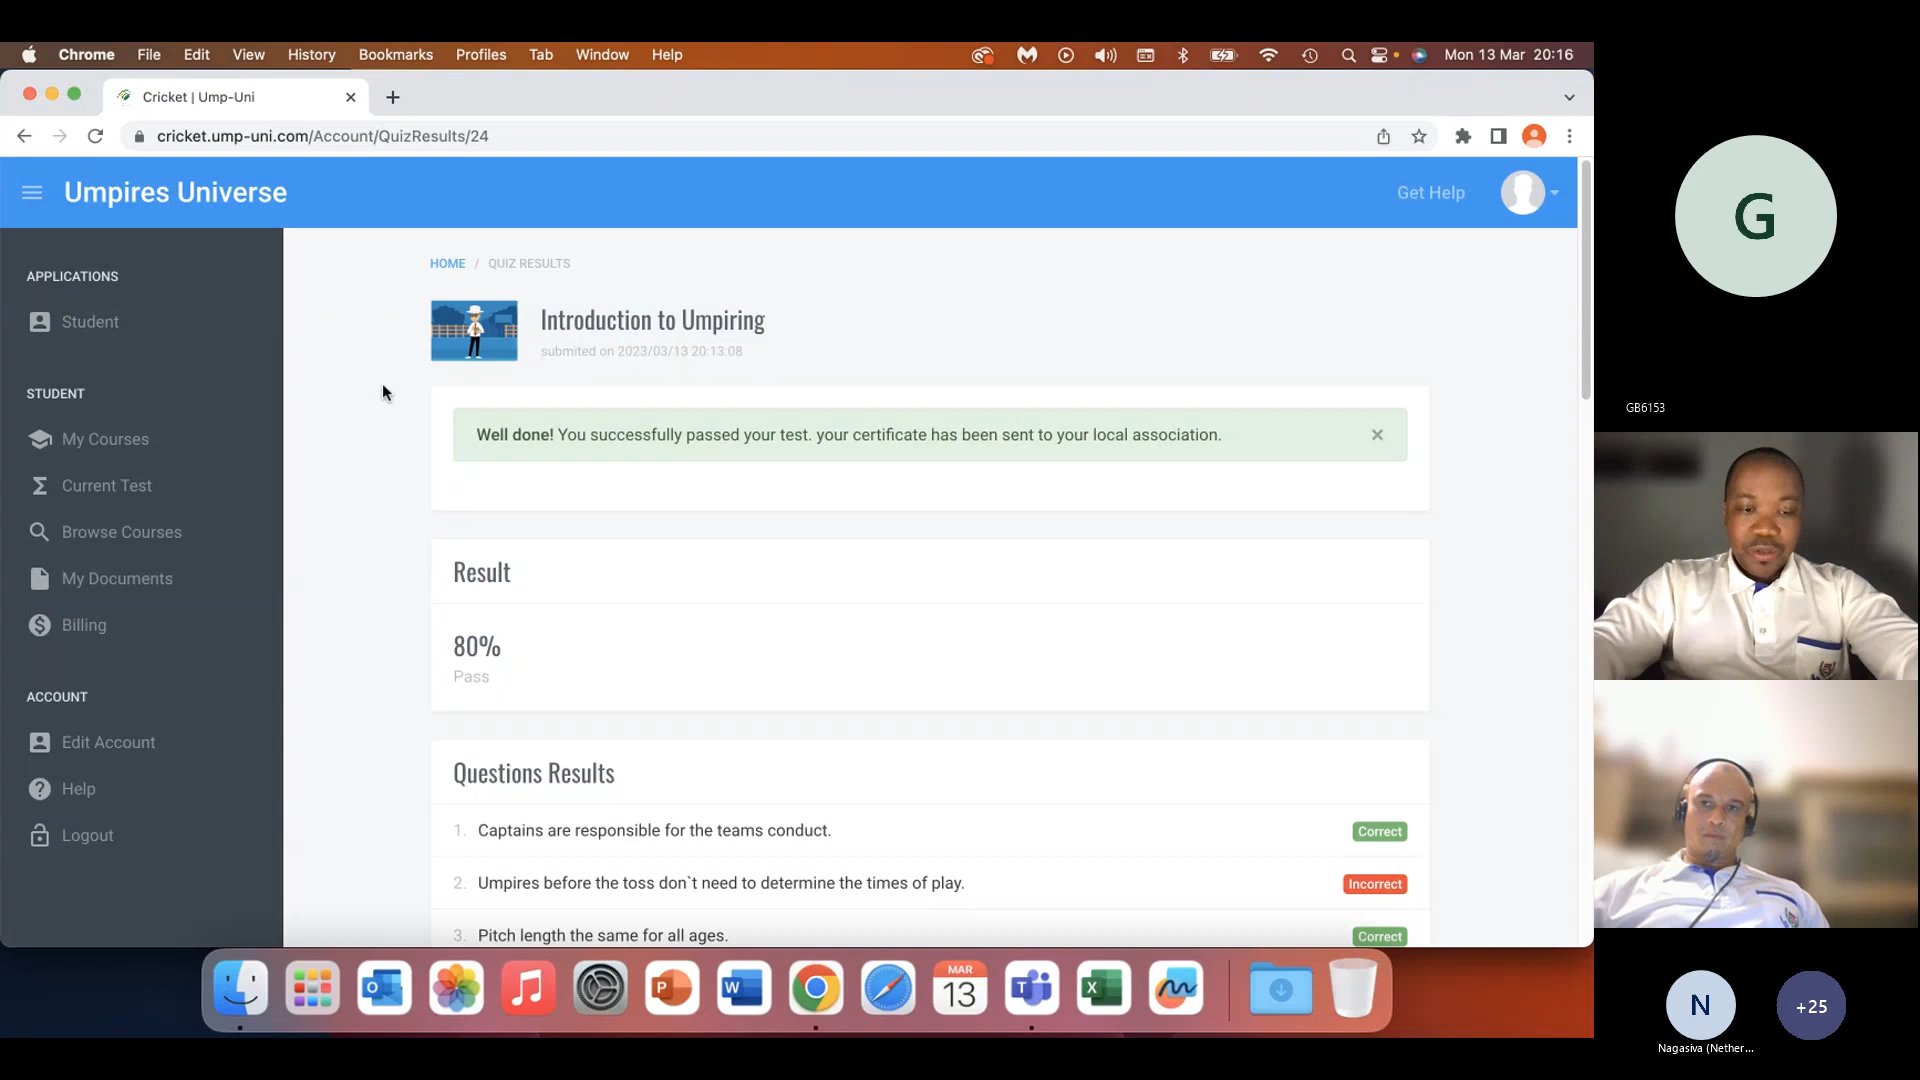 Chrome File Edit View History Bookmarks Profiles Tab Window Help Mon 13 Mar 20:16
Cricket | Ump-Uni
cricket.ump-uni.com/Account/QuizResults/24
Umpires Universe
Get Help
APPLICATIONS
Student
STUDENT
My Courses
Current Test
Browse Courses
My Documents
Billing
ACCOUNT
Edit Account
Help
Logout
HOME / QUIZ RESULTS
Introduction to Umpiring
submited on 2023/03/13 20:13:08
Well done! You successfully passed your test. your certificate has been sent to your local association.
Result
80%
Pass
Questions Results
1. Captains are responsible for the teams conduct. Correct
2. Umpires before the toss don`t need to determine the times of play. Incorrect
3. Pitch length the same for all ages. Correct
MAR
13
G
GB6153
N
+25
Nagasiva (Nether...